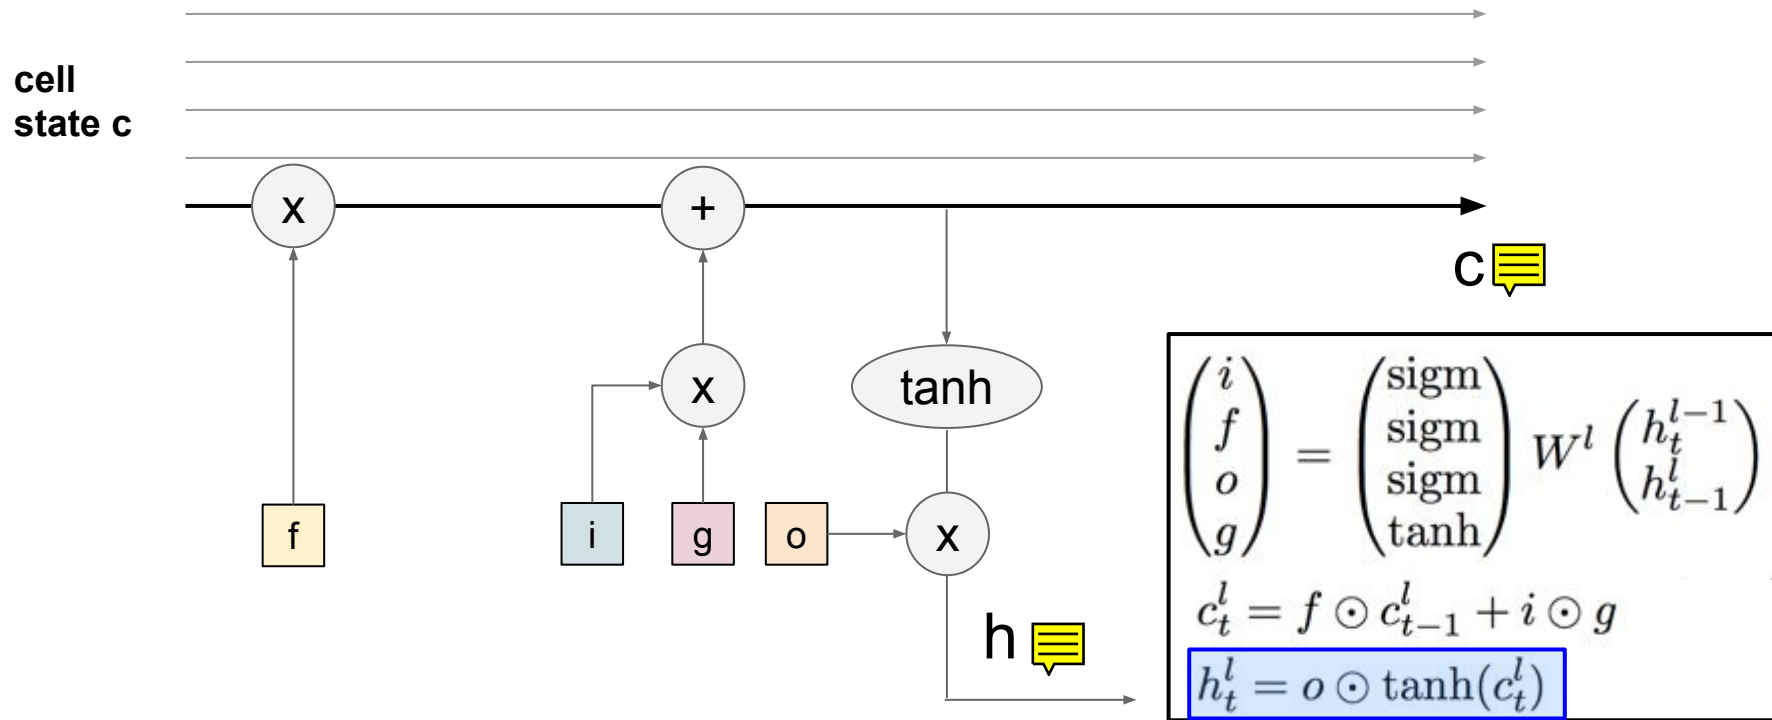 cell
state c
x
+
c
x
tanh
f
i
g
o
x
h
i
f
o
g
=
sigm
sigm
sigm
tanh
W^l
h_t^{l-1}
h_{t-1}^l
c_t^l = f ⊙ c_{t-1}^l + i ⊙ g
h_t^l = o ⊙ tanh(c_t^l)